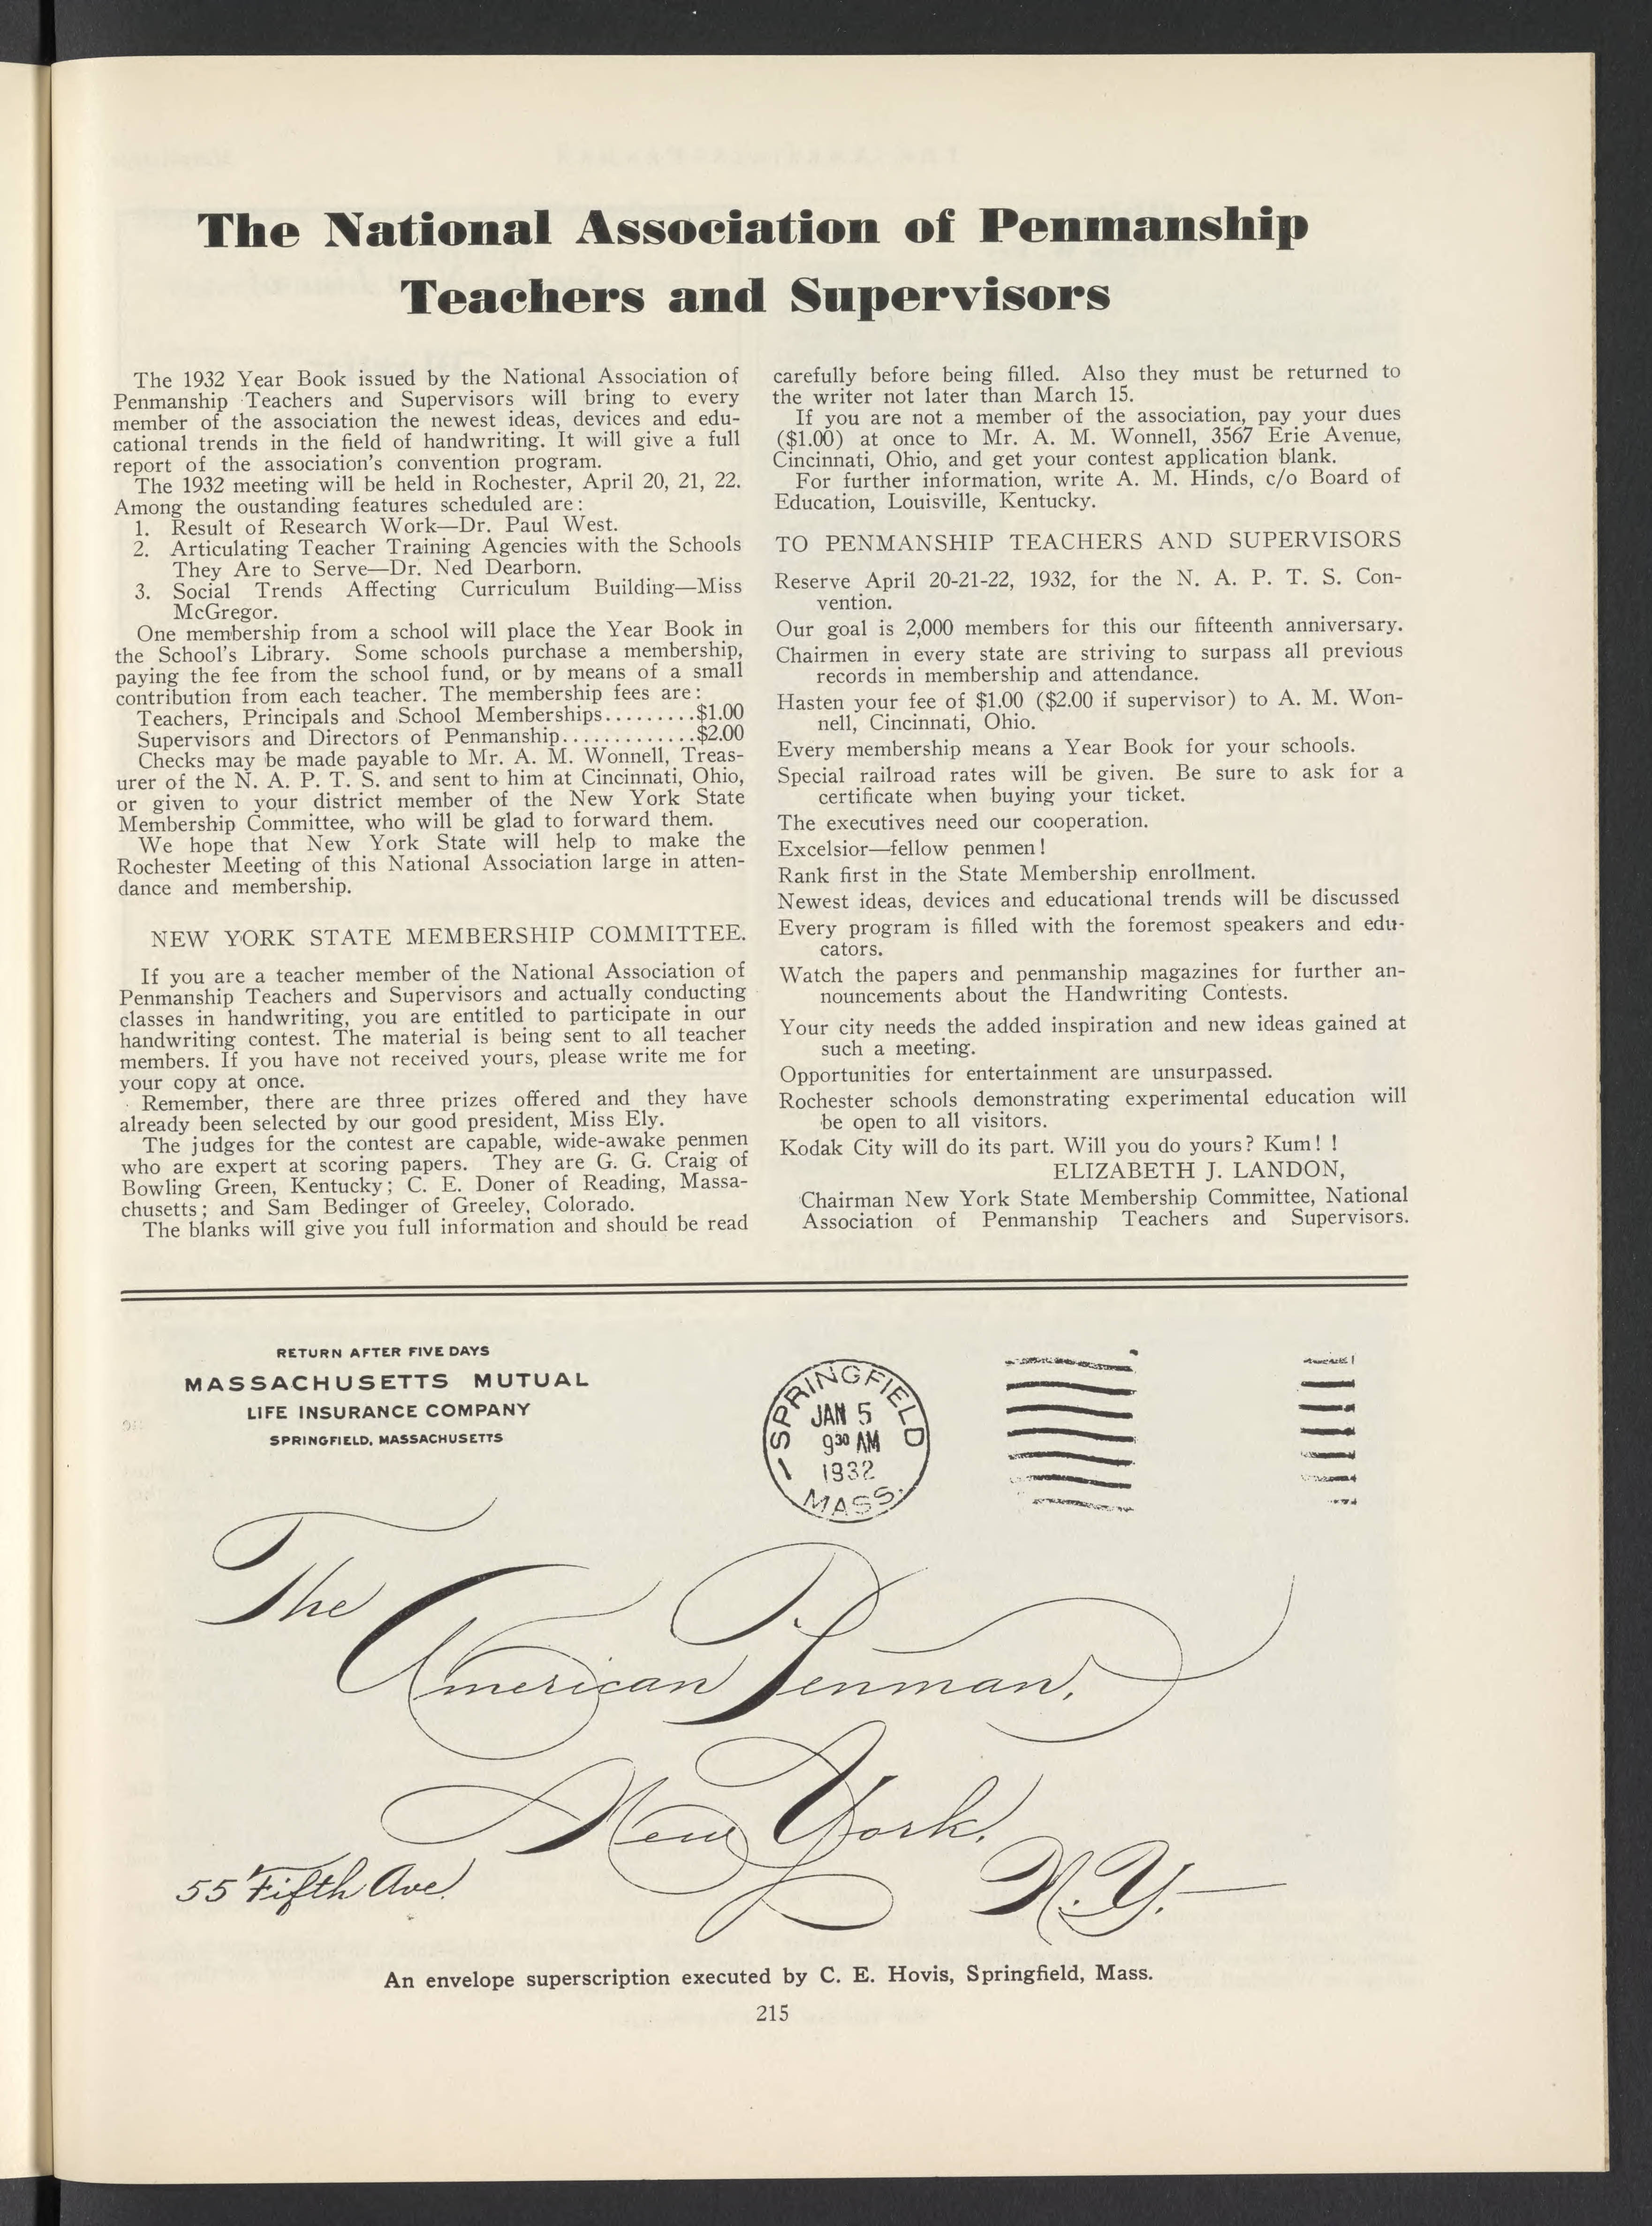 The National Association of Penmanship
Teachers and Supervisors
The 1932 Year Book issued by the National Association of
Penmanship Teachers and Supervisors will bring to every
member of the association the newest ideas, devices and edu-
cational trends in the field of handwriting. It will give a full
report of the association's convention program.
The 1932 meeting will be held in Rochester, April 20, 21, 22.
Among the oustanding features scheduled are:
1. Result of Research Work—Dr. Paul West.
2. Articulating Teacher Training Agencies with the Schools
They Are to Serve—Dr. Ned Dearborn.
3. Social Trends Affecting Curriculum Building—Miss
McGregor.
One membership from a school will place the Year Book in
the School's Library. Some schools purchase a membership,
paying the fee from the school fund, or by means of a small
contribution from each teacher. The membership fees are:
Teachers, Principals and School Memberships.........$1.00
Supervisors and Directors of Penmanship.............$2.00
Checks may be made payable to Mr. A. M. Wonnell, Treas-
urer of the N. A. P. T. S. and sent to him at Cincinnati, Ohio,
or given to your district member of the New York State
Membership Committee, who will be glad to forward them.
We hope that New York State will help to make the
Rochester Meeting of this National Association large in atten-
dance and membership.
NEW YORK STATE MEMBERSHIP COMMITTEE.
If you are a teacher member of the National Association of
Penmanship Teachers and Supervisors and actually conducting
classes in handwriting, you are entitled to participate in our
handwriting contest. The material is being sent to all teacher
members. If you have not received yours, please write me for
your copy at once.
Remember, there are three prizes offered and they have
already been selected by our good president, Miss Ely.
The judges for the contest are capable, wide-awake penmen
who are expert at scoring papers. They are G. G. Craig of
Bowling Green, Kentucky; C. E. Doner of Reading, Massa-
chusetts; and Sam Bedinger of Greeley, Colorado.
The blanks will give you full information and should be read
carefully before being filled. Also they must be returned to
the writer not later than March 15.
If you are not a member of the association, pay your dues
($1.00) at once to Mr. A. M. Wonnell, 3567 Erie Avenue,
Cincinnati, Ohio, and get your contest application blank.
For further information, write A. M. Hinds, c/o Board of
Education, Louisville, Kentucky.
TO PENMANSHIP TEACHERS AND SUPERVISORS
Reserve April 20-21-22, 1932, for the N. A. P. T. S. Con-
vention.
Our goal is 2,000 members for this our fifteenth anniversary.
Chairmen in every state are striving to surpass all previous
records in membership and attendance.
Hasten your fee of $1.00 ($2.00 if supervisor) to A. M. Won-
nell, Cincinnati, Ohio.
Every membership means a Year Book for your schools.
Special railroad rates will be given. Be sure to ask for a
certificate when buying your ticket.
The executives need our cooperation.
Excelsior—fellow penmen!
Rank first in the State Membership enrollment.
Newest ideas, devices and educational trends will be discussed
Every program is filled with the foremost speakers and edu-
cators.
Watch the papers and penmanship magazines for further an-
nouncements about the Handwriting Contests.
Your city needs the added inspiration and new ideas gained at
such a meeting.
Opportunities for entertainment are unsurpassed.
Rochester schools demonstrating experimental education will
be open to all visitors.
Kodak City will do its part. Will you do yours? Kum! !
ELIZABETH J. LANDON,
Chairman New York State Membership Committee, National
Association of Penmanship Teachers and Supervisors.
RETURN AFTER FIVE DAYS
MASSACHUSETTS MUTUAL
LIFE INSURANCE COMPANY
SPRINGFIELD, MASSACHUSETTS
SPRINGFIELD
JAN 5
9 30 AM
1932
MASS.
The
American Penman,
New York,
N.Y.—
55 Fifth Ave.
An envelope superscription executed by C. E. Hovis, Springfield, Mass.
215